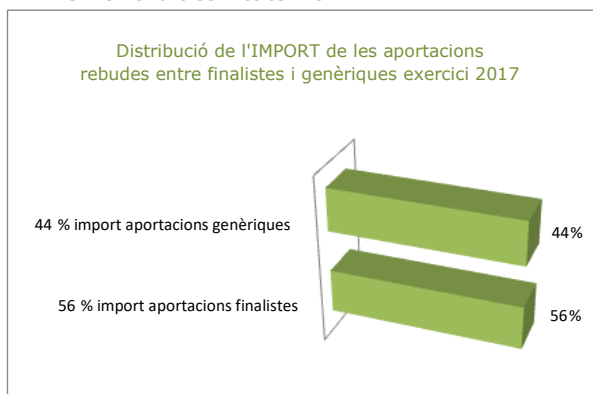 Distribució de l'IMPORT de les aportacions
rebudes entre finalistes i genèriques exercici 2017
44 % import aportacions genèriques
44%
56 % import aportacions finalistes
56%